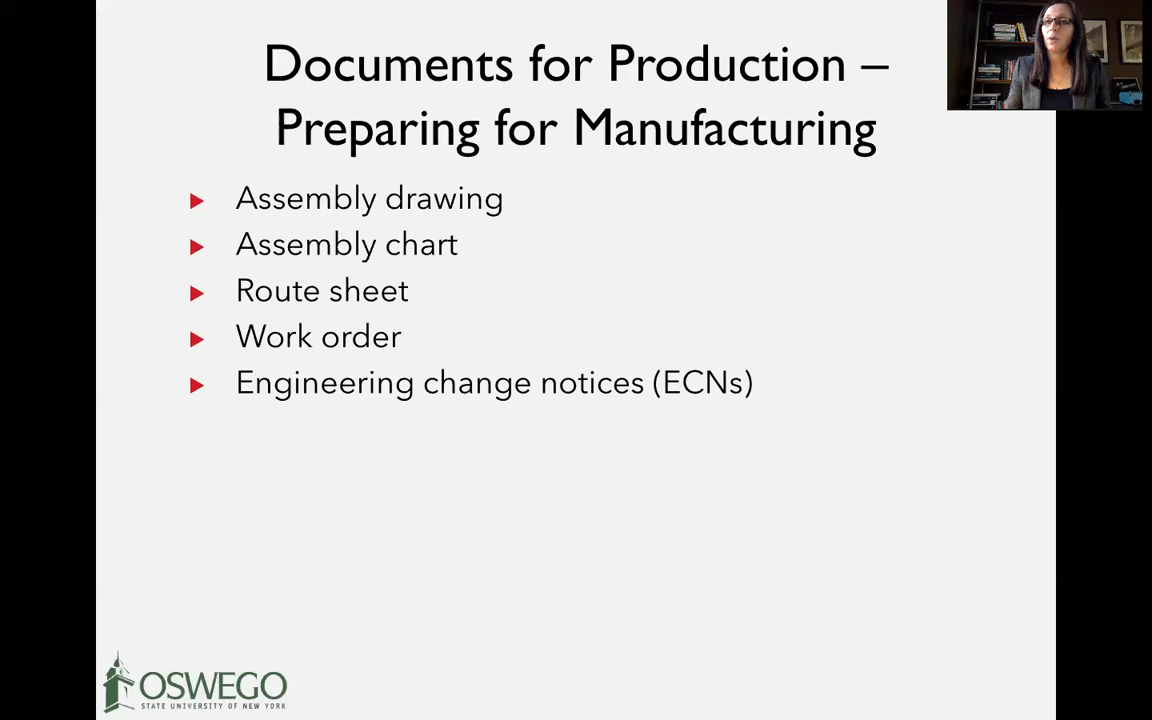 Documents for Production –
Preparing for Manufacturing
Assembly drawing
Assembly chart
Route sheet
Work order
Engineering change notices (ECNs)
OSWEGO
STATE UNIVERSITY OF NEW YORK